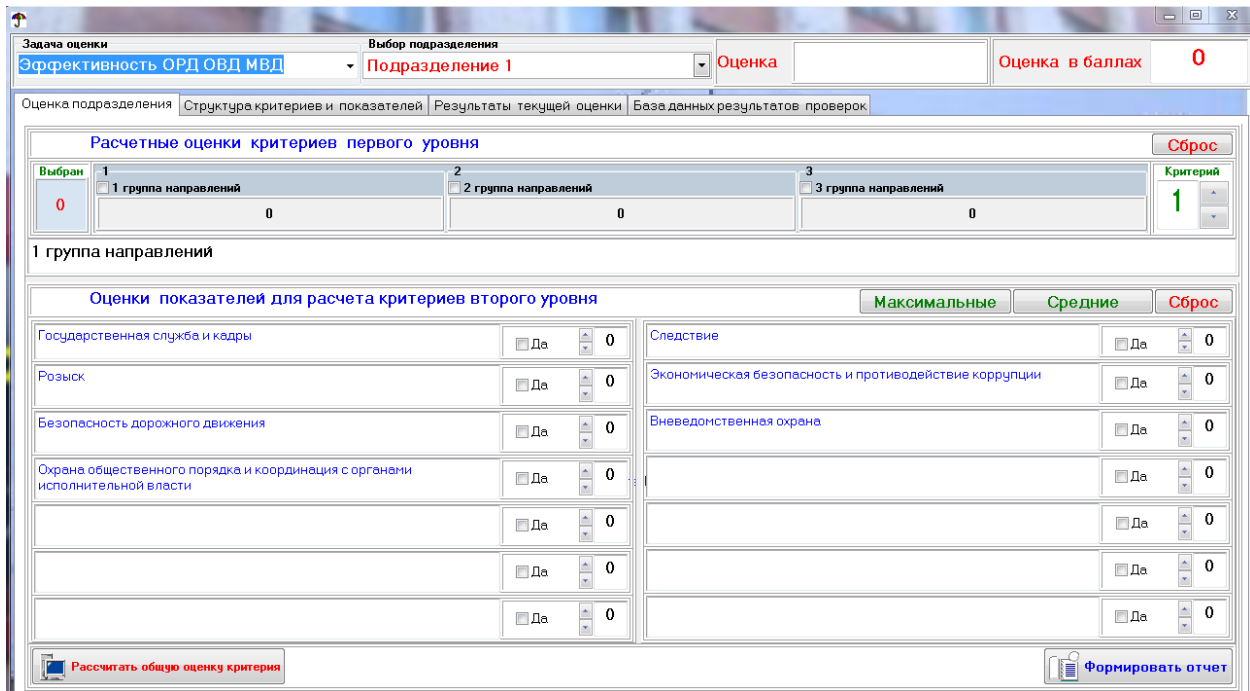 Задача оценки
Выбор подразделения
Эффективность ОРД ОВД МВД
Подразделение 1
Оценка
Оценка в баллах
0
Оценка подразделения
Структура критериев и показателей
Результаты текущей оценки
База данных результатов проверок
Расчетные оценки критериев первого уровня
Сброс
Выбран
0
1
1 группа направлений
0
2
2 группа направлений
0
3
3 группа направлений
0
Критерий
1
1 группа направлений
Оценки показателей для расчета критериев второго уровня
Максимальные
Средние
Сброс
Государственная служба и кадры
Да
0
Следствие
Да
0
Розыск
Да
0
Экономическая безопасность и противодействие коррупции
Да
0
Безопасность дорожного движения
Да
0
Вневедомственная охрана
Да
0
Охрана общественного порядка и координация с органами
исполнительной власти
Да
0
Да
0
Да
0
Да
0
Да
0
Да
0
Да
0
Да
0
Рассчитать общую оценку критерия
Формировать отчет